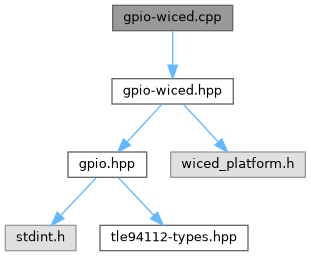 gpio-wiced.cpp
gpio-wiced.hpp
gpio.hpp
wiced_platform.h
stdint.h
tle94112-types.hpp